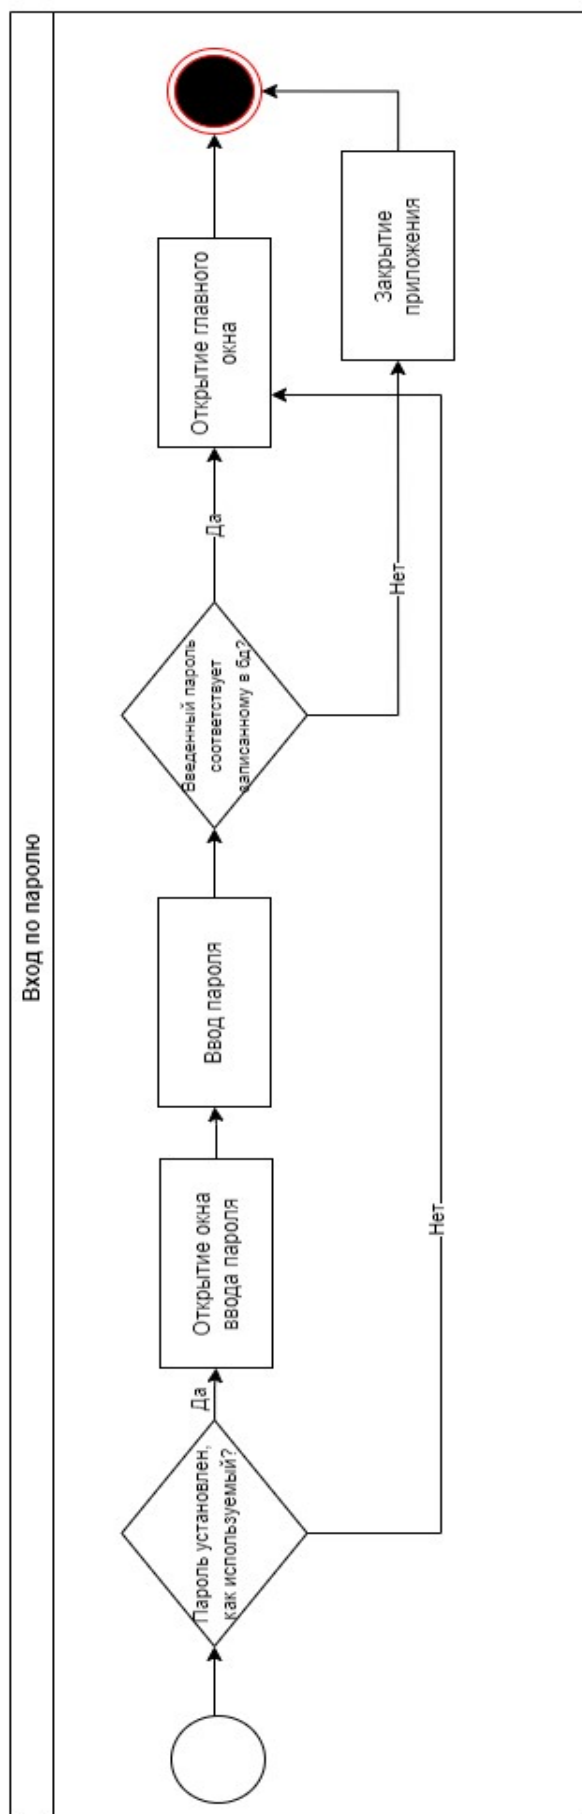 Вход по паролю
Пароль установлен,
как используемый?
Да
Нет
Открытие окна
ввода пароля
Ввод пароля
Введенный пароль
соответствует
записанному в бд?
Да
Нет
Открытие главного
окна
Закрытие
приложения